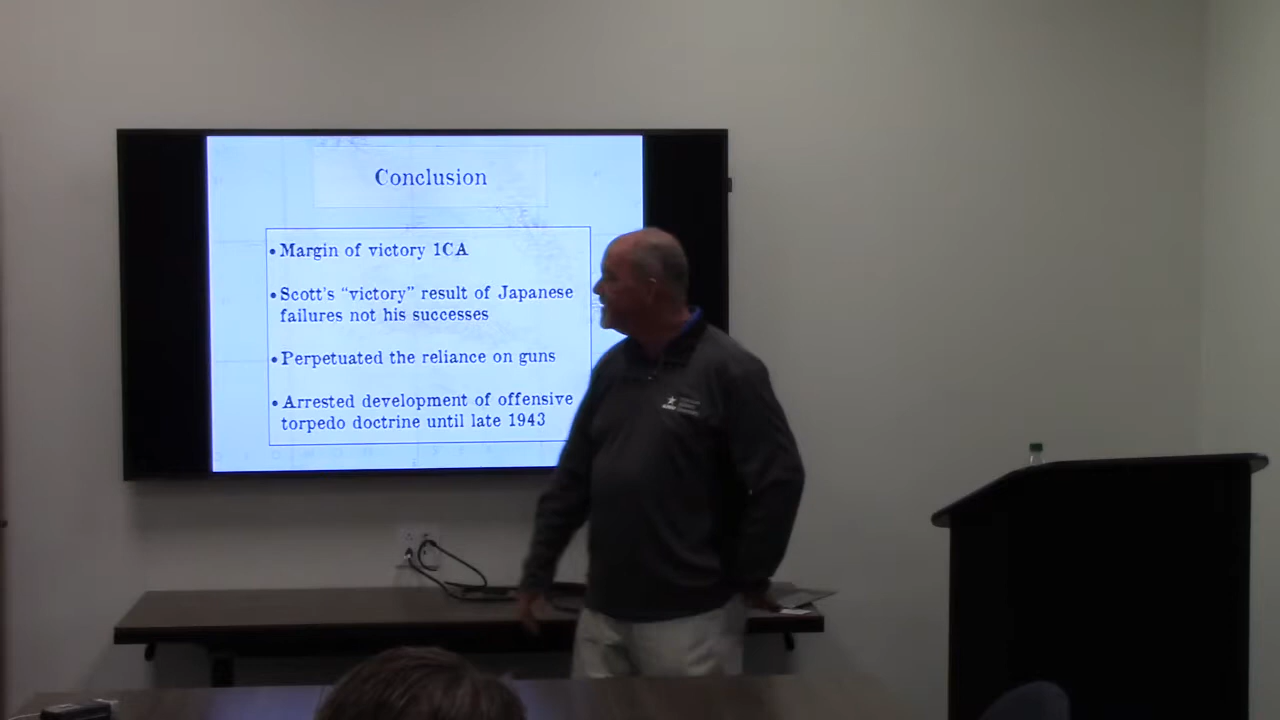 Conclusion
• Margin of victory 1CA
• Scott's “victory” result of Japanese
failures not his successes
• Perpetuated the reliance on guns
• Arrested development of offensive
torpedo doctrine until late 1943